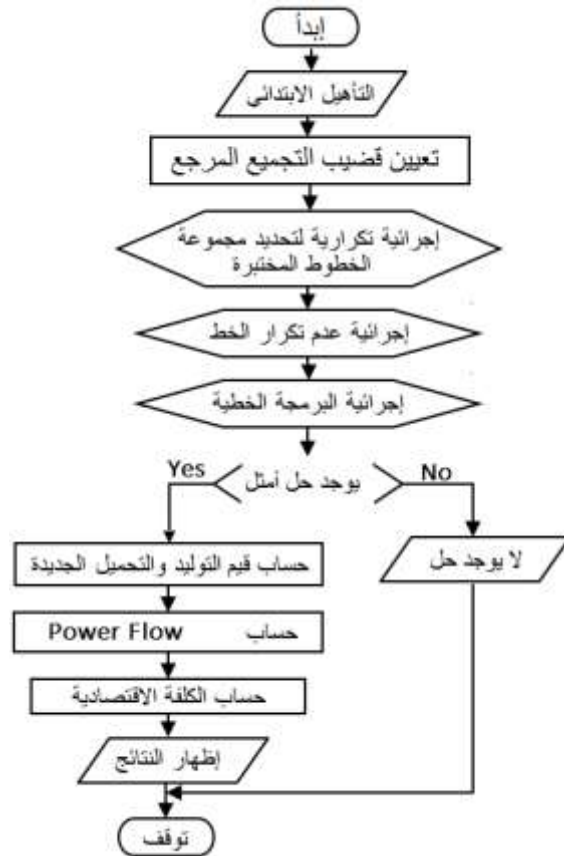 إبدأ
التأهيل الابتدائي
تعيين قضيب التجميع المرجع
إجرائية تكرارية لتحديد مجموعة
الخطوط المختبرة
إجرائية عدم تكرار الخط
إجرائية البرمجة الخطية
Yes
يوجد حل أمثل
No
حساب قيم التوليد والتحميل الجديدة
لا يوجد حل
حساب Power Flow
حساب الكلفة الاقتصادية
إظهار النتائج
توقف